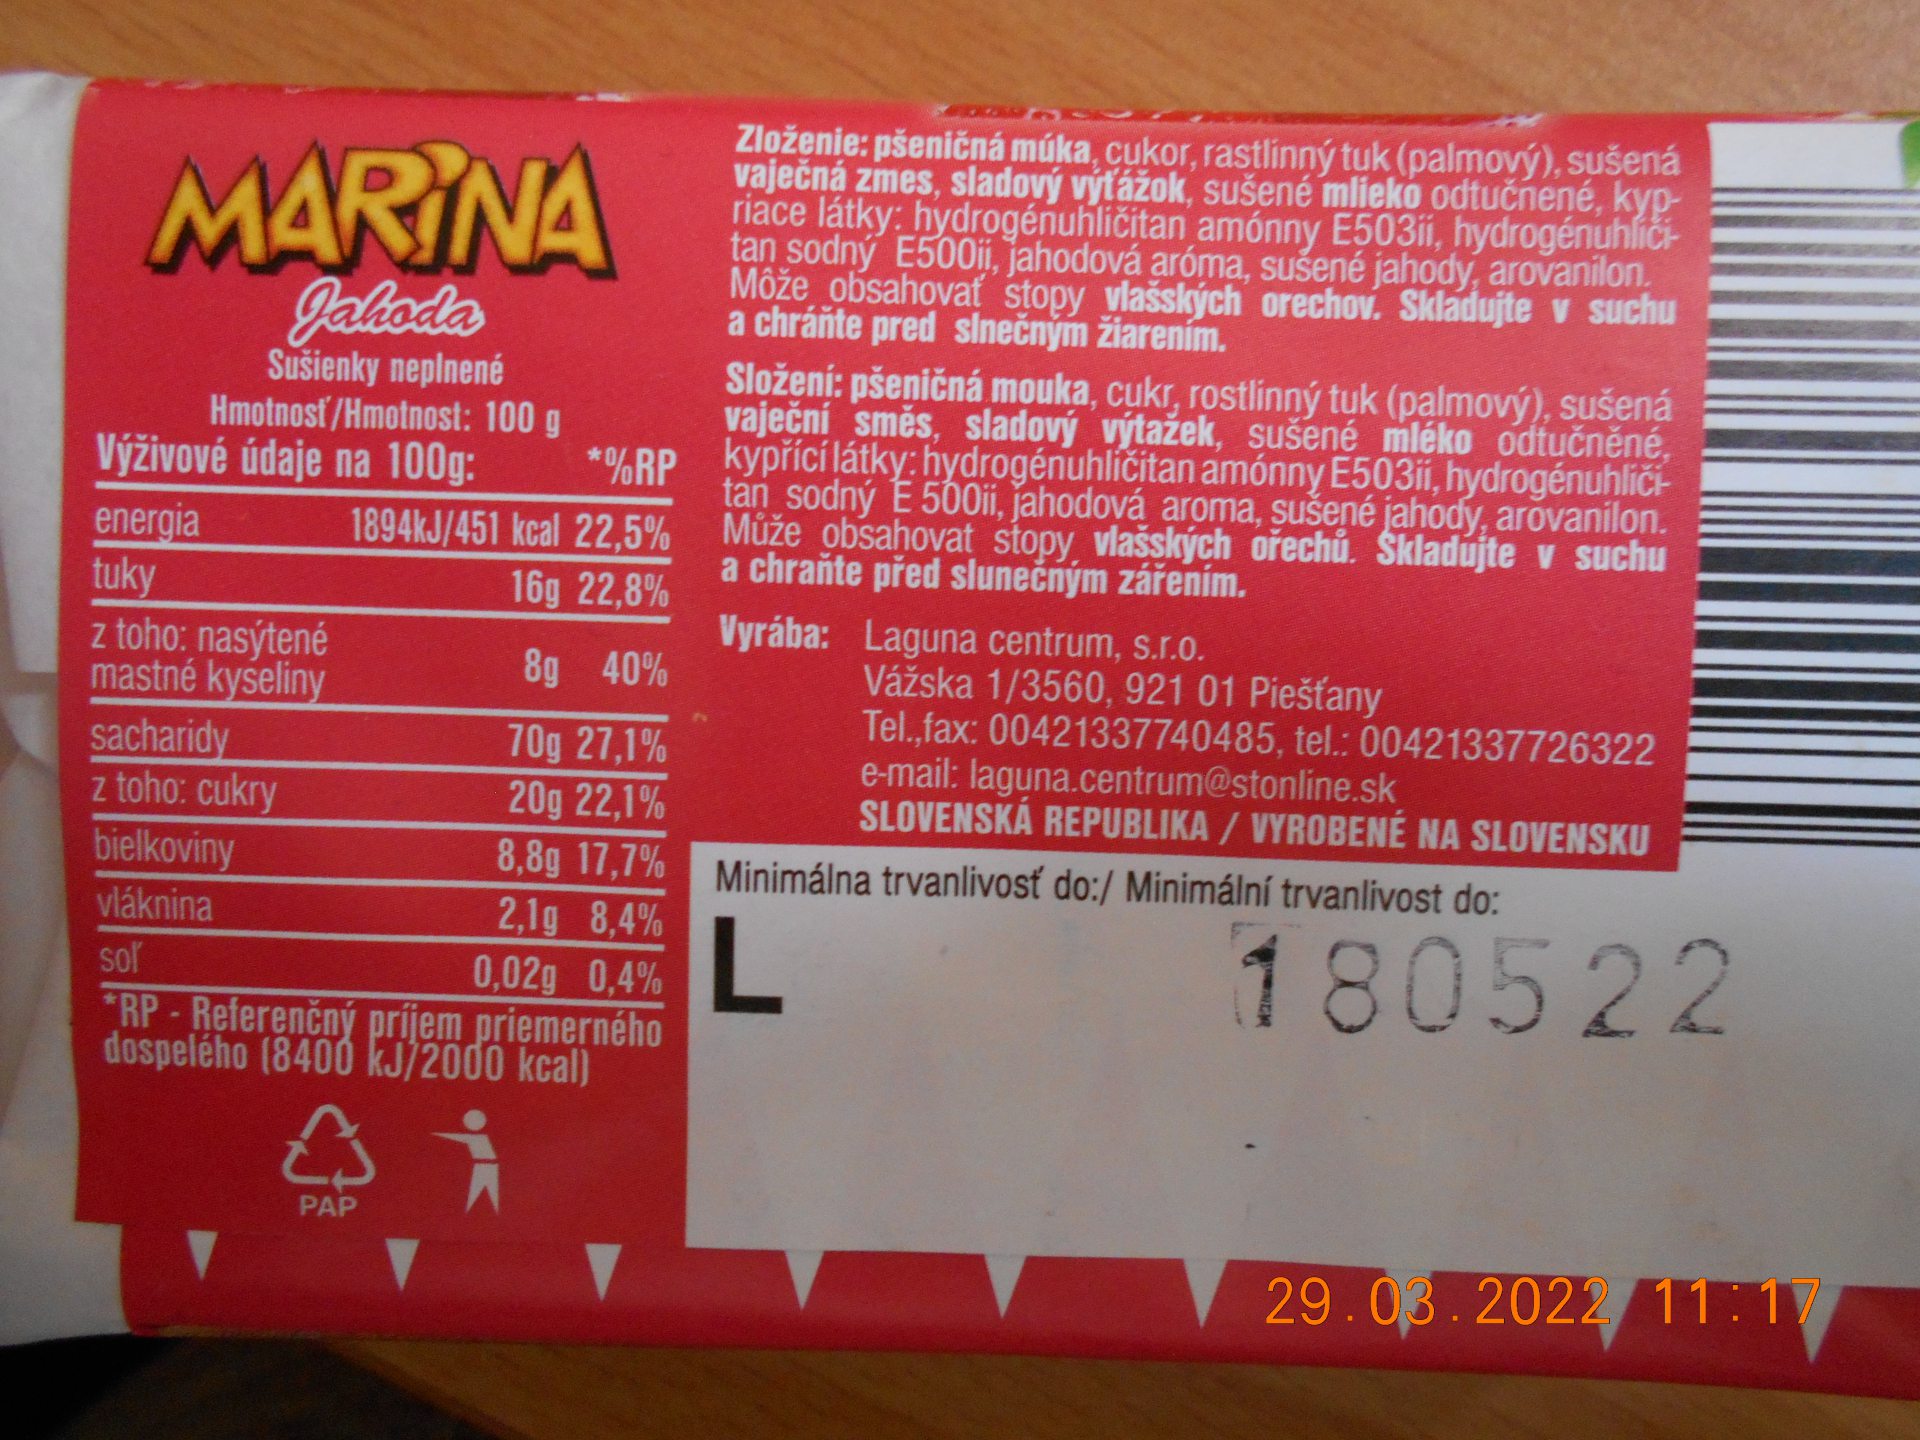 MARINA
Jahoda
Sušienky neplnené
Hmotnosť/Hmotnost: 100 g
Výživové údaje na 100g: *%RP
energia 1894kJ/451 kcal 22,5%
tuky 16g 22,8%
z toho: nasýtené
mastné kyseliny 8g 40%
sacharidy 70g 27,1%
z toho: cukry 20g 22,1%
bielkoviny 8,8g 17,7%
vláknina 2,1g 8,4%
soľ 0,02g 0,4%
*RP - Referenčný príjem priemerného
dospelého (8400 kJ/2000 kcal)
PAP
Zloženie: pšeničná múka, cukor, rastlinný tuk (palmový), sušená
vaječná zmes, sladový výťážok, sušené mlieko odtučnené, kyp-
riace látky: hydrogénuhličitan amónny E503ii, hydrogénuhliči-
tan sodný E500ii, jahodová aróma, sušené jahody, arovanilon.
Môže obsahovať stopy vlašských orechov. Skladujte v suchu
a chráňte pred slnečným žiarením.
Složení: pšeničná mouka, cukr, rostlinný tuk (palmový), sušená
vaječní směs, sladový výtažek, sušené mléko odtučněné,
kypřící látky: hydrogénuhličitan amónny E503ii, hydrogénuhliči-
tan sodný E 500ii, jahodová aroma, sušené jahody, arovanilon.
Může obsahovat stopy vlašských ořechů. Skladujte v suchu
a chraňte před slunečným zářením.
Vyrába: Laguna centrum, s.r.o.
Vážska 1/3560, 921 01 Piešťany
Tel.,fax: 00421337740485, tel.: 00421337726322
e-mail: laguna.centrum@stonline.sk
SLOVENSKÁ REPUBLIKA / VYROBENÉ NA SLOVENSKU
Minimálna trvanlivosť do:/ Minimální trvanlivost do:
L 180522
29.03.2022 11:17